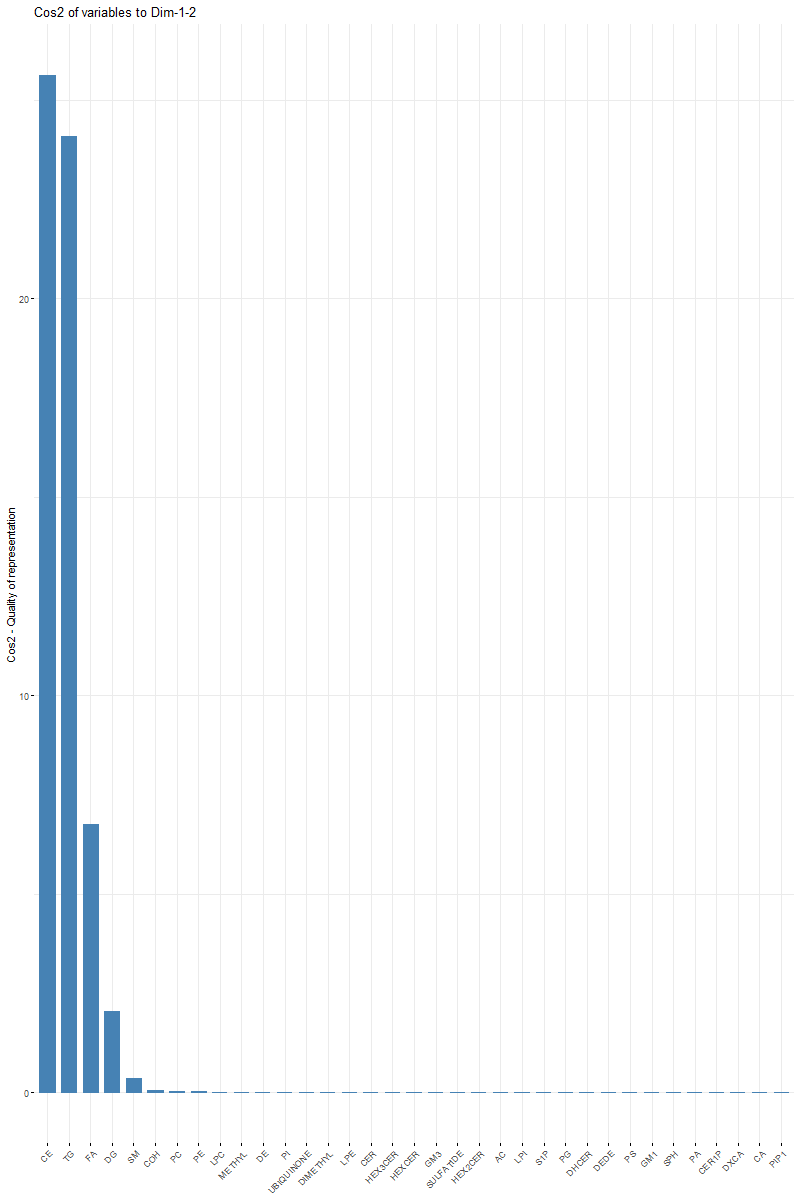 Cos2 of variables to Dim-1-2
Cos2 - Quality of representation
20
10
0
CE
TG
FA
DG
SM
COH
PC
PE
LPC
METHYL
DE
PI
UBIQUINONE
DIMETHYL
LPE
CER
HEX3CER
HEXCER
GM3
SULFATIDE
HEX2CER
AC
LPI
S1P
PG
DHCER
DEDE
PS
GM1
SPH
PA
CER1P
DXCA
CA
PIP1